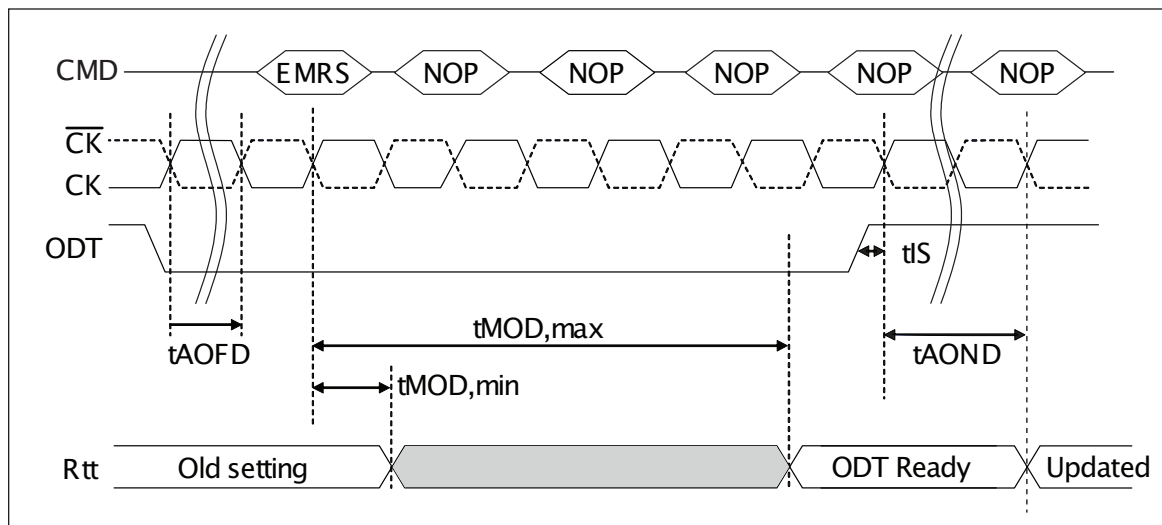 CMD EMRS NOP NOP NOP NOP NOP
C̅K̅
CK
ODT
tIS
tMOD,max
tAOFD
tAOND
tMOD,min
Rtt Old setting ODT Ready Updated